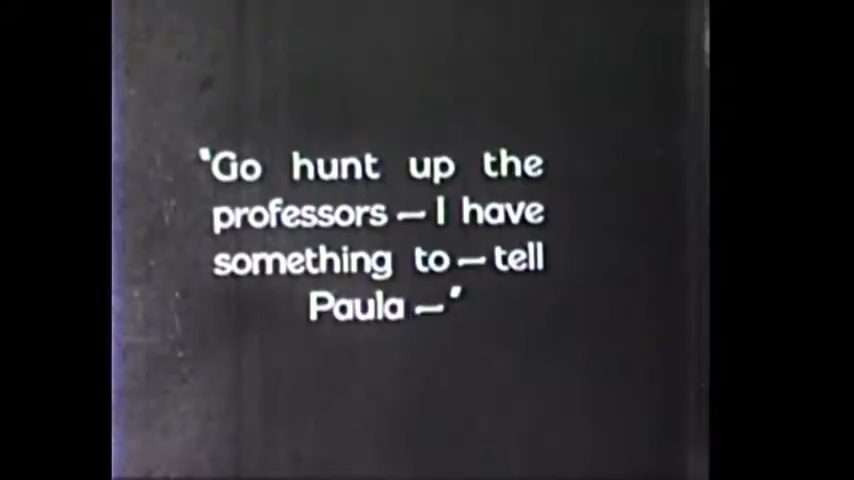 "Go hunt up the
professors — I have
something to — tell
Paula —"